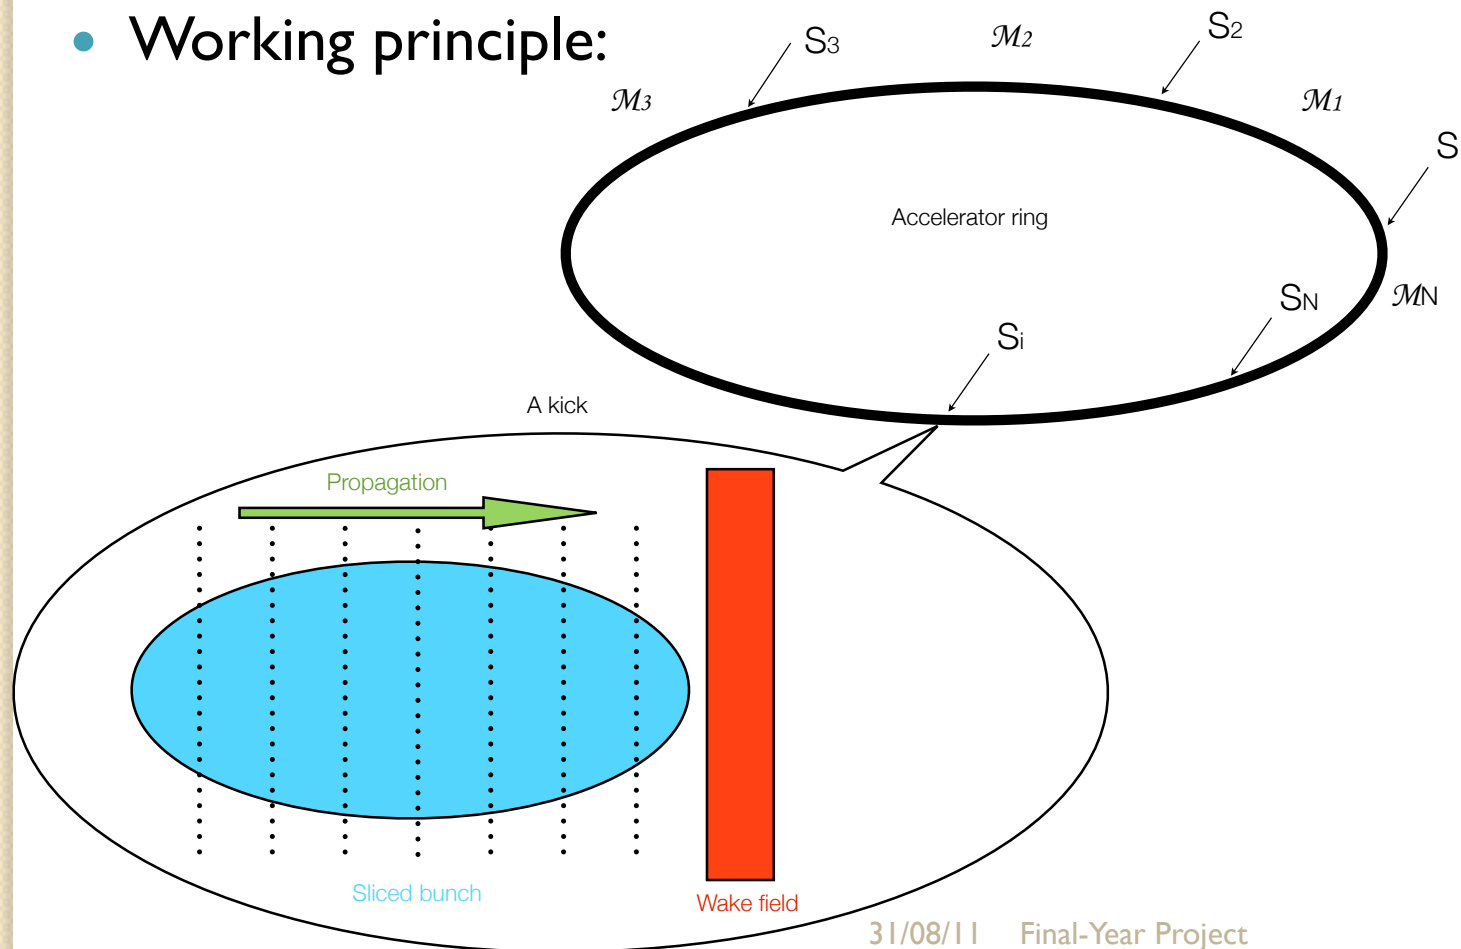 • Working principle:
S3
M2
S2
M3
M1
S
Accelerator ring
SN
MN
Si
A kick
Propagation
Sliced bunch
Wake field
31/08/11 Final-Year Project